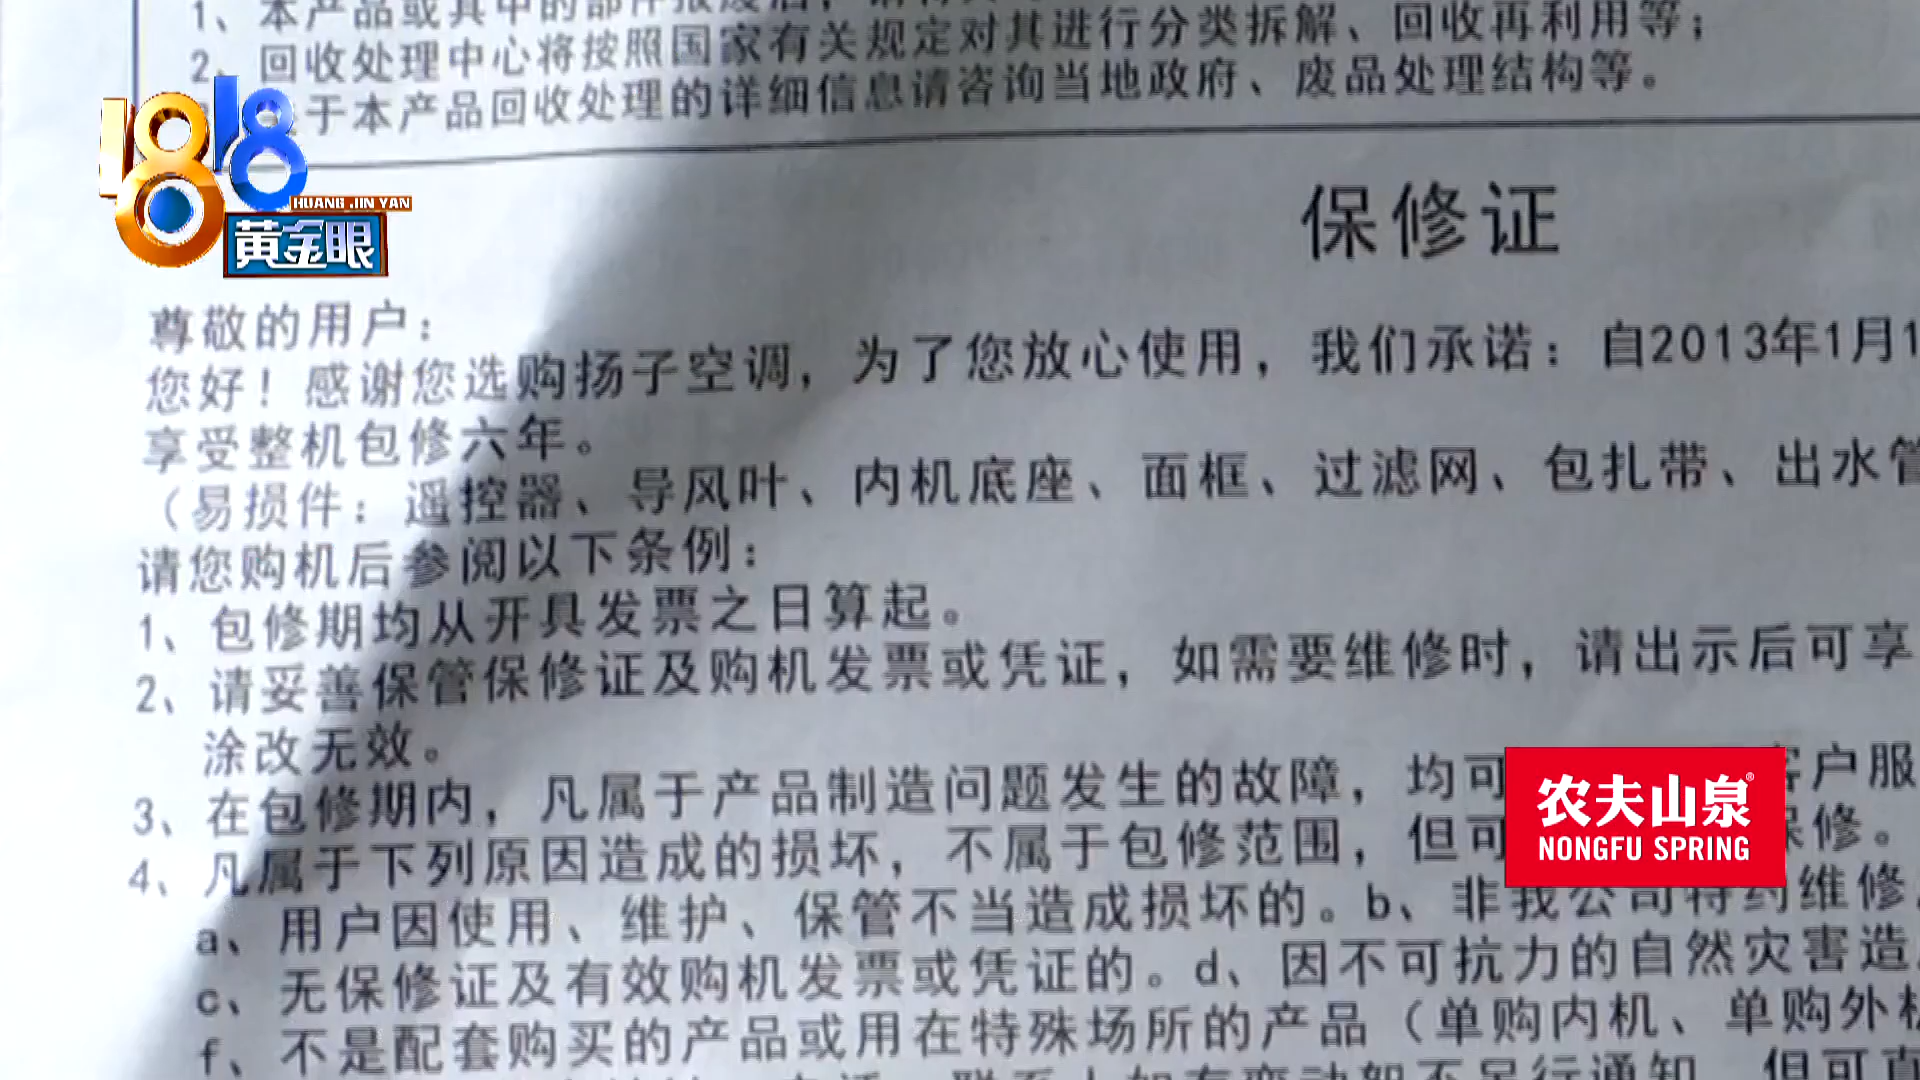 1、本产品或其中的部件报废后，请
2、回收处理中心将按照国家有关规定对其进行分类拆解、回收再利用等；
于本产品回收处理的详细信息请咨询当地政府、废品处理结构等。
1818
HUANG JIN YAN
黄金眼
保修证
尊敬的用户：
您好！感谢您选购扬子空调，为了您放心使用，我们承诺：自2013年1月1
享受整机包修六年。
（易损件：遥控器、导风叶、内机底座、面框、过滤网、包扎带、出水管
请您购机后参阅以下条例：
1、包修期均从开具发票之日算起。
2、请妥善保管保修证及购机发票或凭证，如需要维修时，请出示后可享
涂改无效。
3、在包修期内，凡属于产品制造问题发生的故障，均可 客户服
4、凡属于下列原因造成的损坏，不属于包修范围，但可 保修。
a、用户因使用、维护、保管不当造成损坏的。b、非我公司特约维修
c、无保修证及有效购机发票或凭证的。d、因不可抗力的自然灾害造
f、不是配套购买的产品或用在特殊场所的产品（单购内机、单购外机
农夫山泉®
NONGFU SPRING